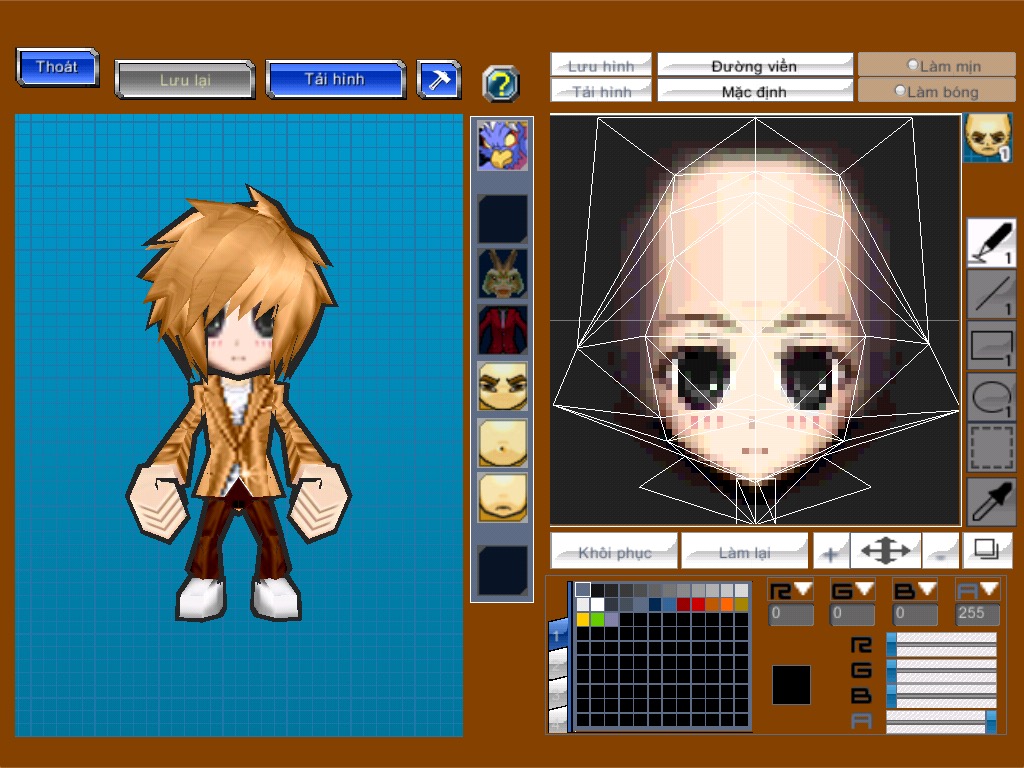 Thoát
Lưu lại
Tải hình
?
Lưu hình
Đường viền
Làm mịn
Tải hình
Mặc định
Làm bóng
1
1
1
1
1
Khôi phục
Làm lại
+
-
R G B A
0 0 0 255
1
R
G
B
A